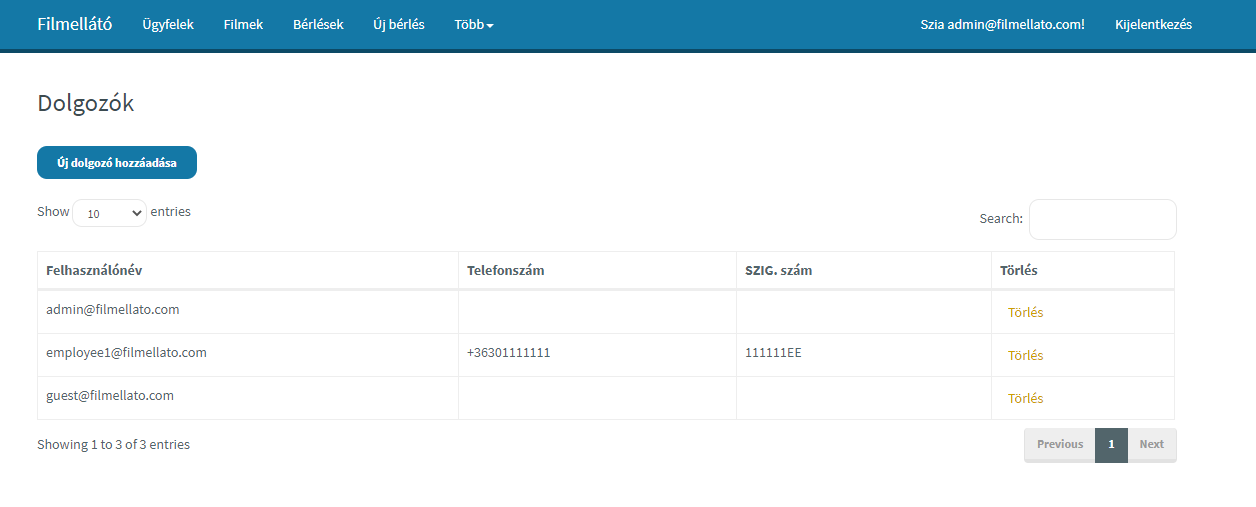 Filmellátó Ügyfelek Filmek Bérlések Új bérlés Több Szia admin@filmellato.com! Kijelentkezés
Dolgozók
Új dolgozó hozzáadása
Show 10 entries Search:
Felhasználónév Telefonszám SZIG. szám Törlés
admin@filmellato.com Törlés
employee1@filmellato.com +36301111111 111111EE Törlés
guest@filmellato.com Törlés
Showing 1 to 3 of 3 entries Previous 1 Next